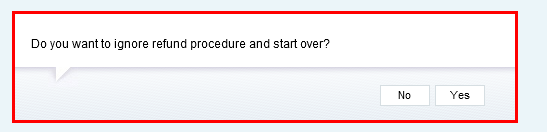 Do you want to ignore refund procedure and start over?
No Yes